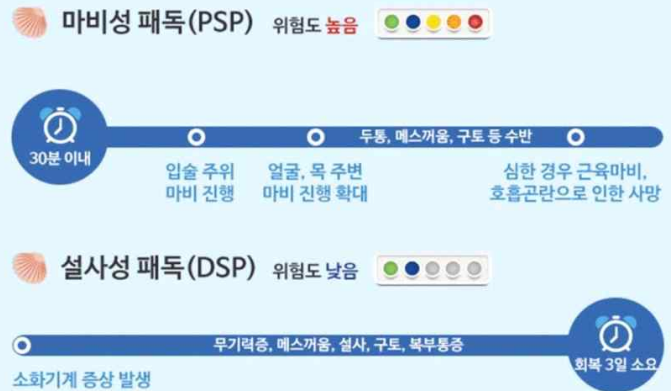 마비성 패독(PSP) 위험도 높음
두통, 메스꺼움, 구토 등 수반
30분 이내
입술 주위
마비 진행
얼굴, 목 주변
마비 진행 확대
심한 경우 근육마비,
호흡곤란으로 인한 사망
설사성 패독(DSP) 위험도 낮음
무기력증, 메스꺼움, 설사, 구토, 복부통증
회복 3일 소요
소화기계 증상 발생